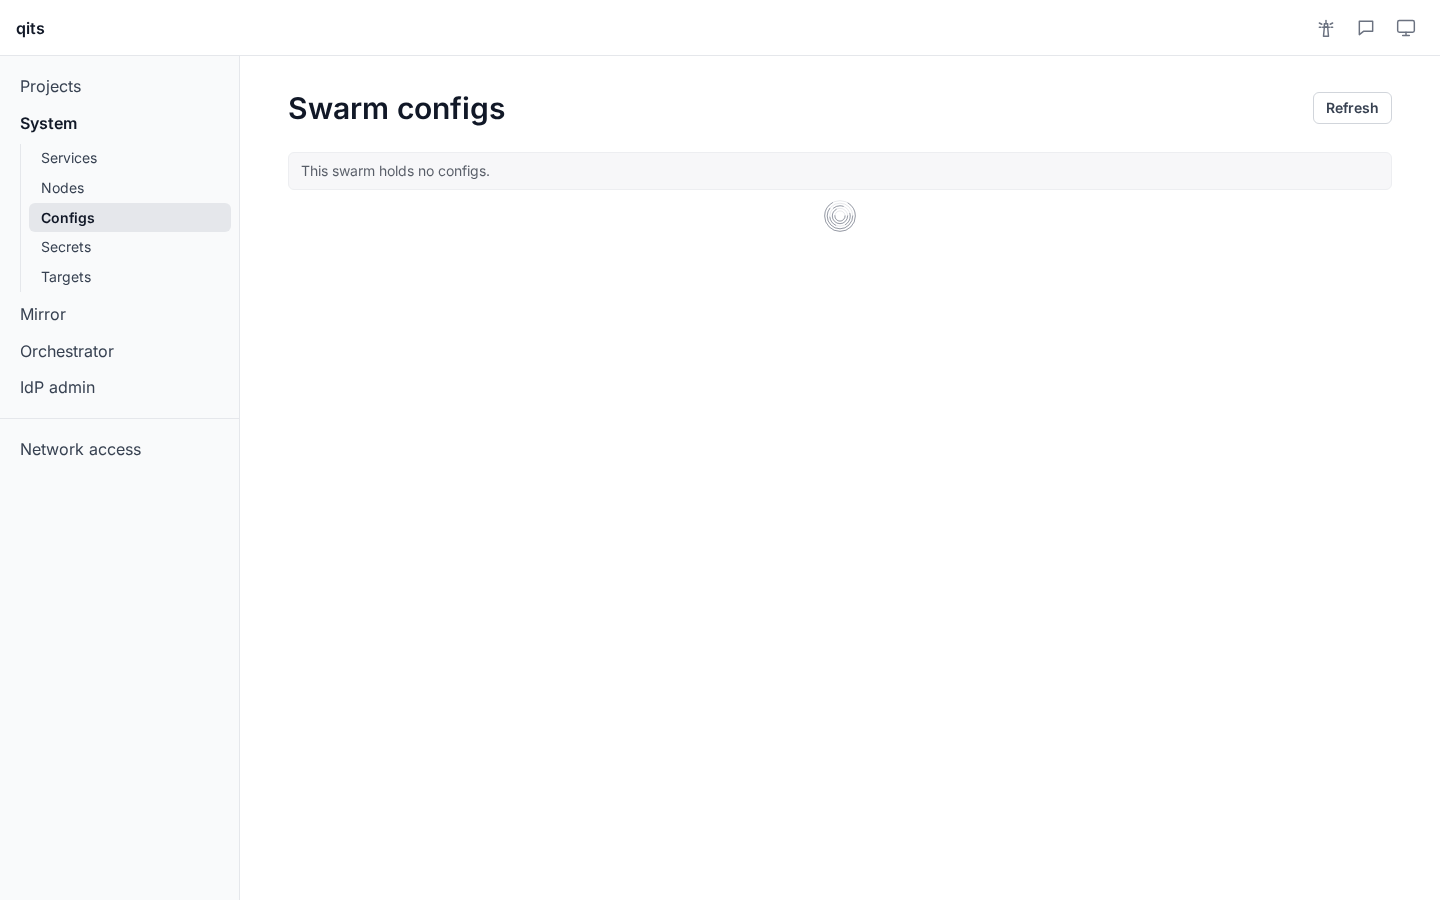 qits
Projects
System
Services
Nodes
Configs
Secrets
Targets
Mirror
Orchestrator
IdP admin
Network access
Swarm configs
Refresh
This swarm holds no configs.